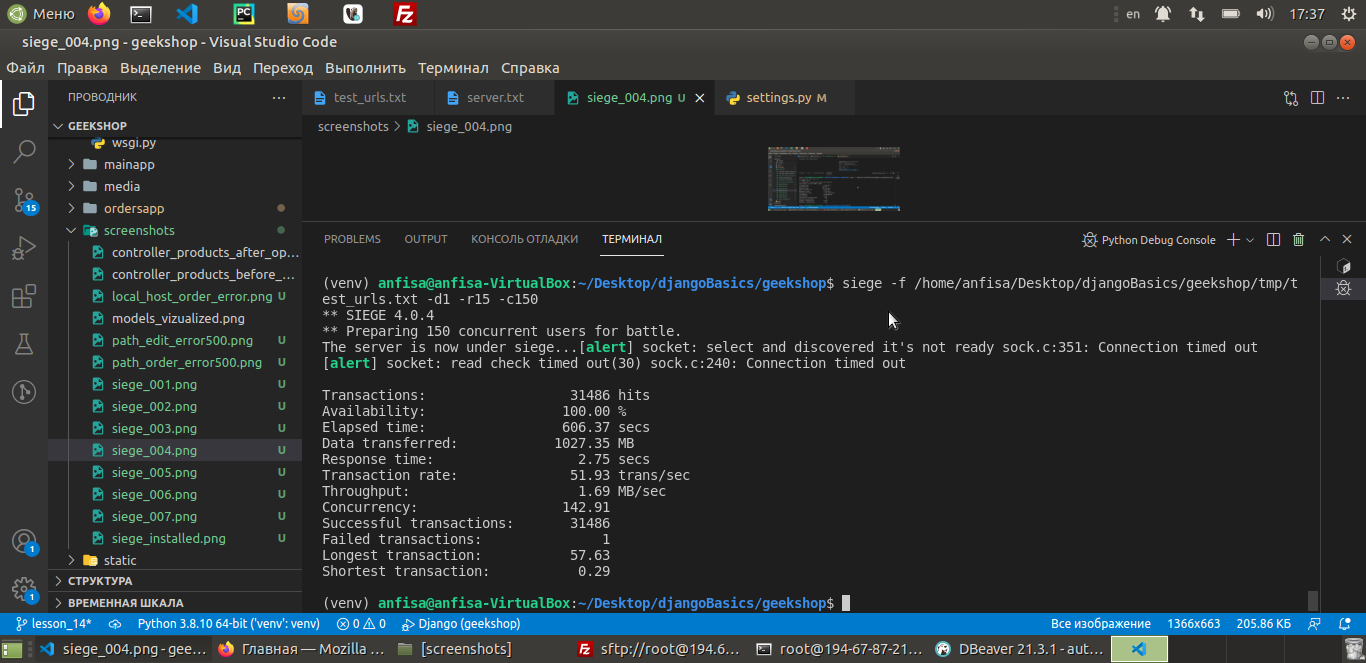 Меню
en
17:37
siege_004.png - geekshop - Visual Studio Code
Файл Правка Выделение Вид Переход Выполнить Терминал Справка
ПРОВОДНИК
test_urls.txt
server.txt
siege_004.png U
settings.py M
screenshots > siege_004.png
GEEKSHOP
wsgi.py
mainapp
media
ordersapp
screenshots
controller_products_after_op...
controller_products_before_...
local_host_order_error.png U
models_vizualized.png
path_edit_error500.png U
path_order_error500.png U
siege_001.png U
siege_002.png U
siege_003.png U
siege_004.png U
siege_005.png U
siege_006.png U
siege_007.png U
siege_installed.png U
static
СТРУКТУРА
ВРЕМЕННАЯ ШКАЛА
15
1
1
PROBLEMS OUTPUT КОНСОЛЬ ОТЛАДКИ ТЕРМИНАЛ
Python Debug Console
(venv) anfisa@anfisa-VirtualBox:~/Desktop/djangoBasics/geekshop$ siege -f /home/anfisa/Desktop/djangoBasics/geekshop/tmp/t
est_urls.txt -d1 -r15 -c150
** SIEGE 4.0.4
** Preparing 150 concurrent users for battle.
The server is now under siege...[alert] socket: select and discovered it's not ready sock.c:351: Connection timed out
[alert] socket: read check timed out(30) sock.c:240: Connection timed out
Transactions: 31486 hits
Availability: 100.00 %
Elapsed time: 606.37 secs
Data transferred: 1027.35 MB
Response time: 2.75 secs
Transaction rate: 51.93 trans/sec
Throughput: 1.69 MB/sec
Concurrency: 142.91
Successful transactions: 31486
Failed transactions: 1
Longest transaction: 57.63
Shortest transaction: 0.29
(venv) anfisa@anfisa-VirtualBox:~/Desktop/djangoBasics/geekshop$
lesson_14* Python 3.8.10 64-bit ('venv': venv) 0 0 Django (geekshop)
Все изображение 1366x663 205.86 КБ
siege_004.png - geek...
Главная — Mozilla ...
[screenshots]
sftp://root@194.6...
root@194-67-87-21...
DBeaver 21.3.1 - aut...